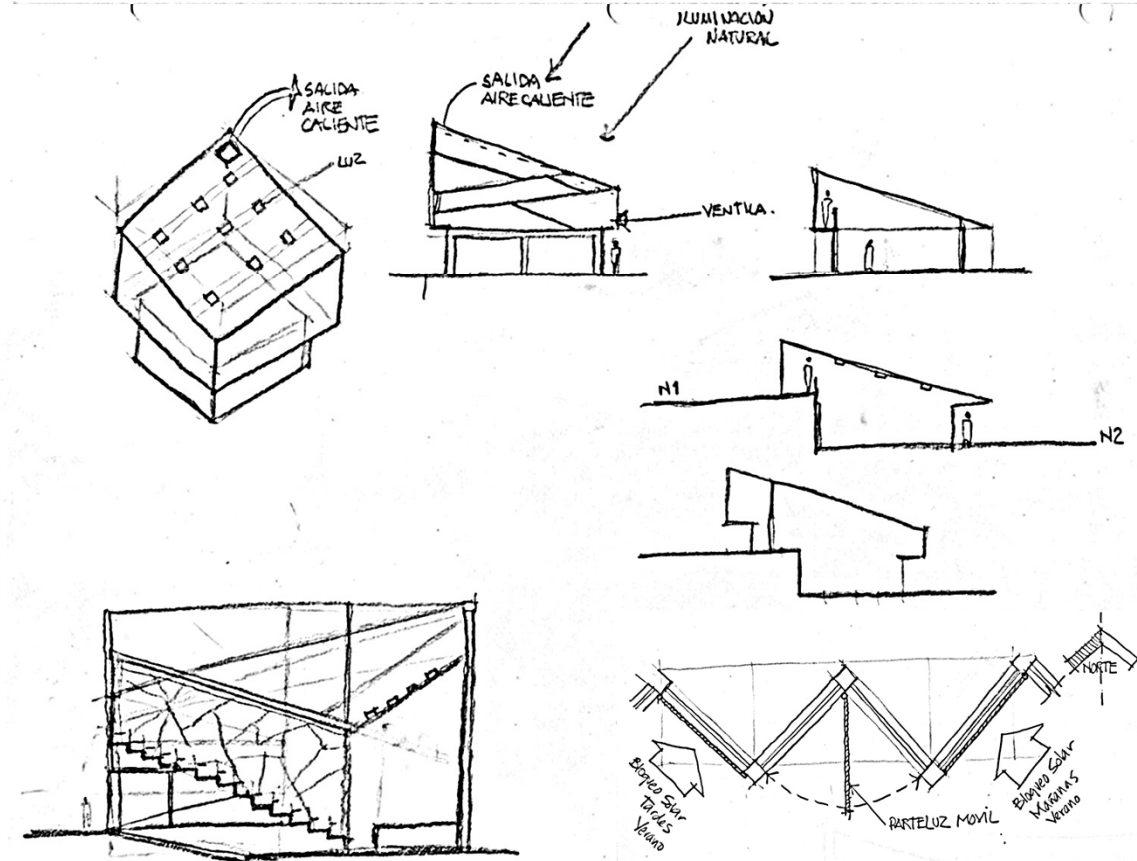 SALIDA
AIRE
CALIENTE
LUZ
SALIDA
AIRE CALIENTE
ILUMINACIÓN
NATURAL
VENTILA.
N1
N2
NORTE
Bloqueo Solar
Tardes
Verano
PARTELUZ MOVIL
Bloqueo Solar
Mañanas
Verano